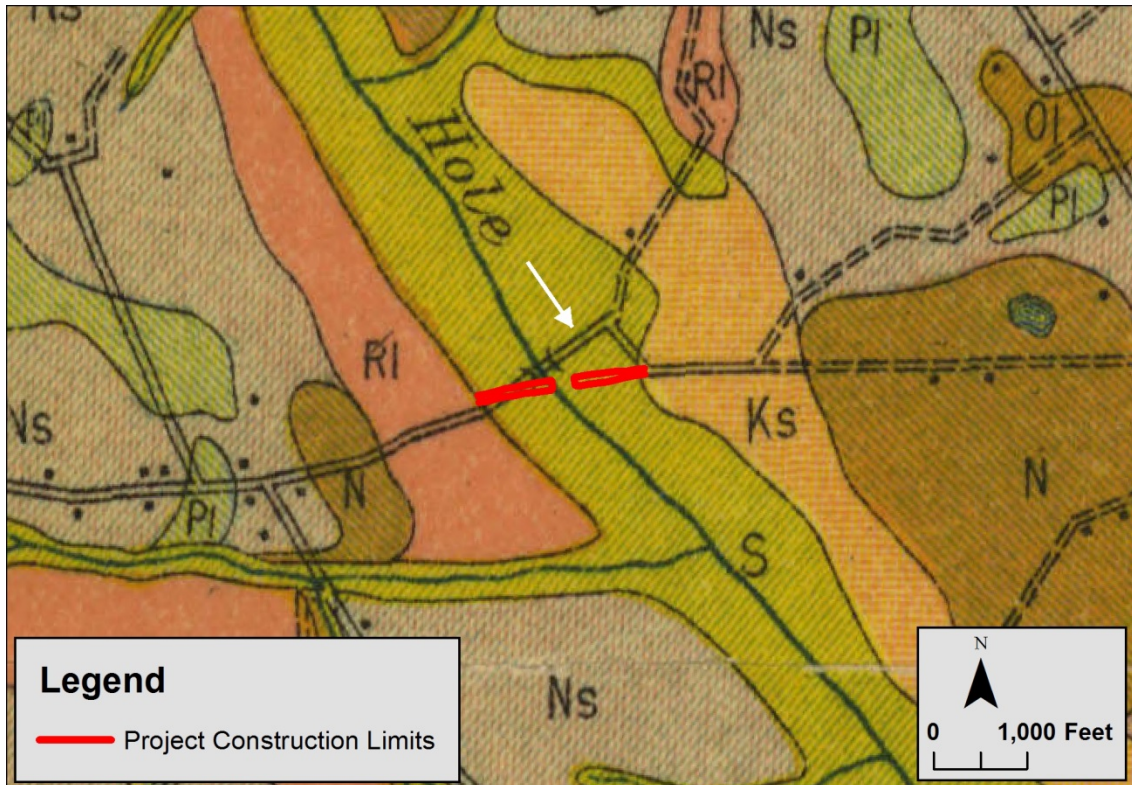 Ns
Pl
Rl
Ol
Pl
Pl
Hole
Rl
Ks
Ns
N
N
Pl
S
Ns
Legend
Project Construction Limits
N
0 1,000 Feet